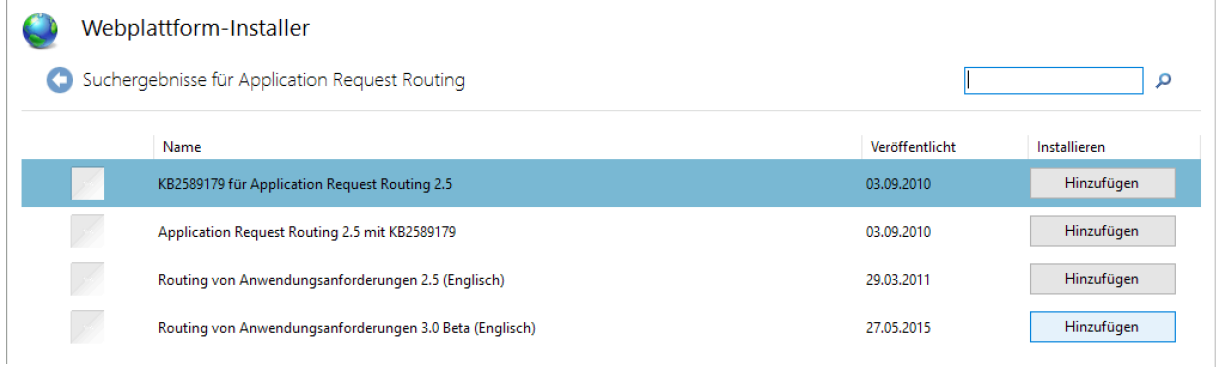 Webplattform-Installer
Suchergebnisse für Application Request Routing
Name Veröffentlicht Installieren
KB2589179 für Application Request Routing 2.5 03.09.2010 Hinzufügen
Application Request Routing 2.5 mit KB2589179 03.09.2010 Hinzufügen
Routing von Anwendungsanforderungen 2.5 (Englisch) 29.03.2011 Hinzufügen
Routing von Anwendungsanforderungen 3.0 Beta (Englisch) 27.05.2015 Hinzufügen